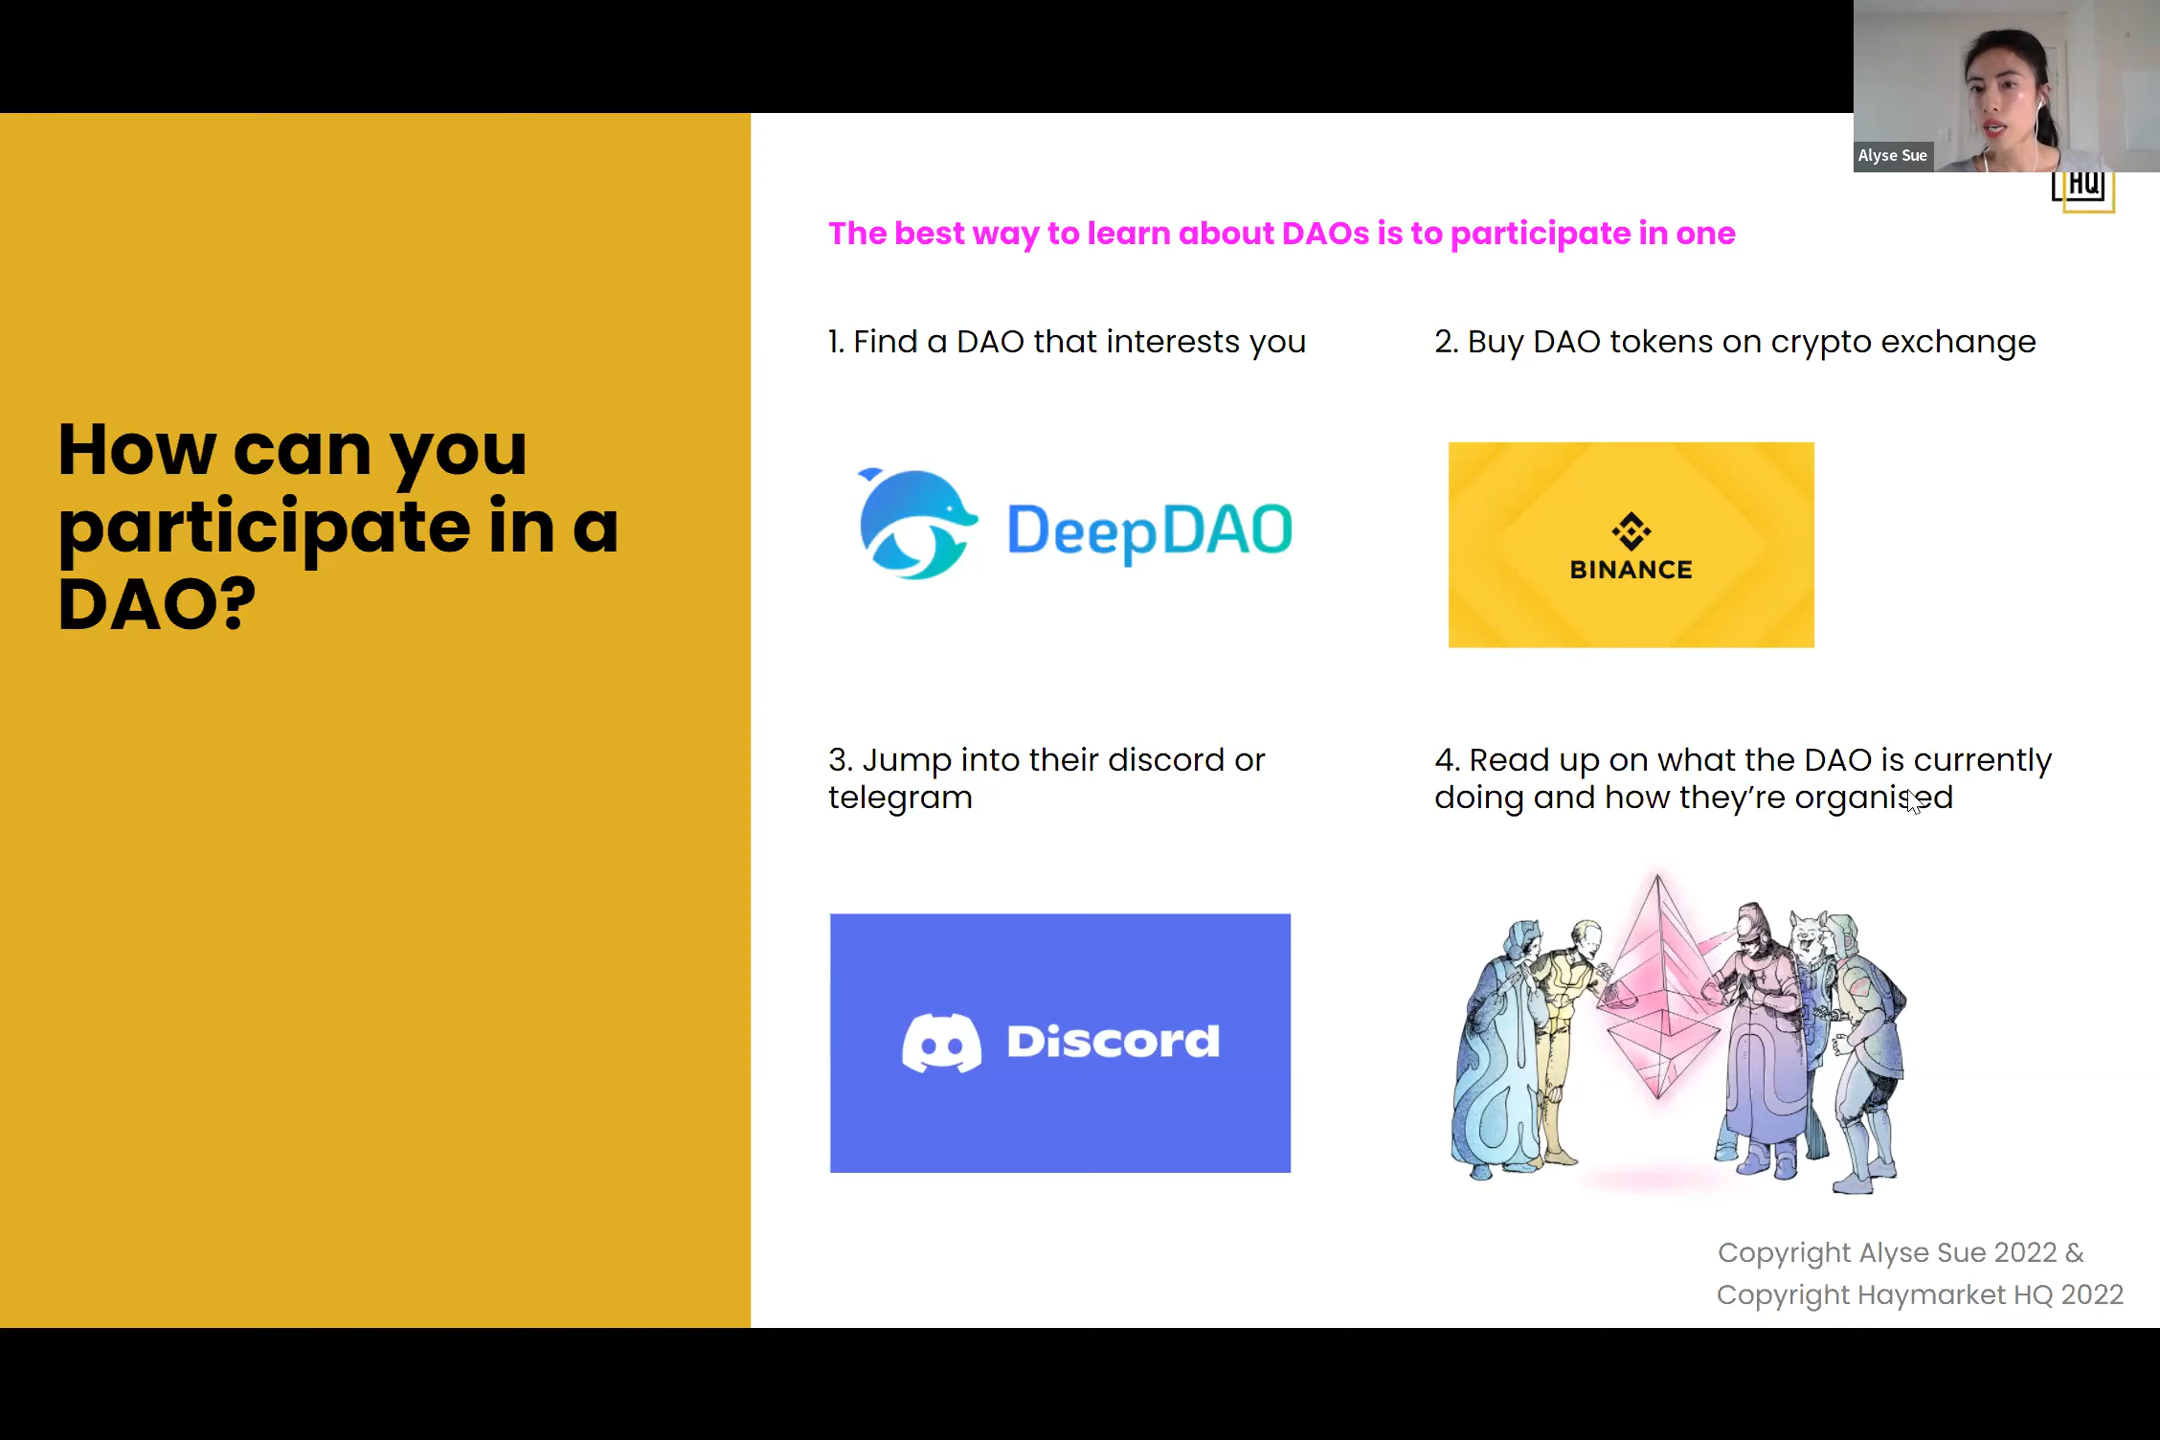 Alyse Sue
HQ
The best way to learn about DAOs is to participate in one
How can you
participate in a
DAO?
1. Find a DAO that interests you
DeepDAO
2. Buy DAO tokens on crypto exchange
BINANCE
3. Jump into their discord or
telegram
Discord
4. Read up on what the DAO is currently
doing and how they’re organised
Copyright Alyse Sue 2022 &
Copyright Haymarket HQ 2022